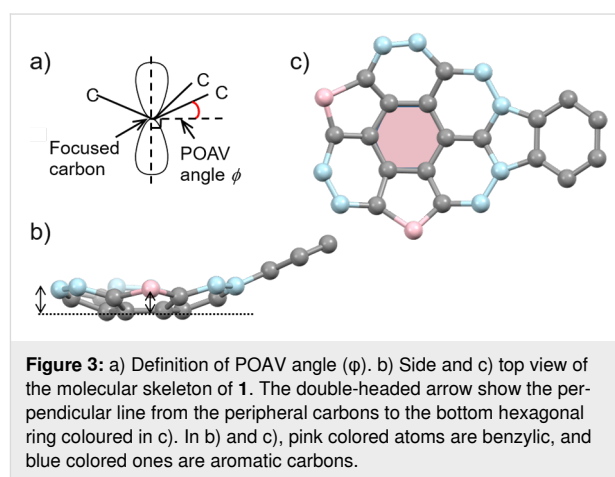 a)
C
C
C
Focused
carbon
POAV
angle ϕ
c)
b)
Figure 3: a) Definition of POAV angle (φ). b) Side and c) top view of
the molecular skeleton of 1. The double-headed arrow show the per-
pendicular line from the peripheral carbons to the bottom hexagonal
ring coloured in c). In b) and c), pink colored atoms are benzylic, and
blue colored ones are aromatic carbons.